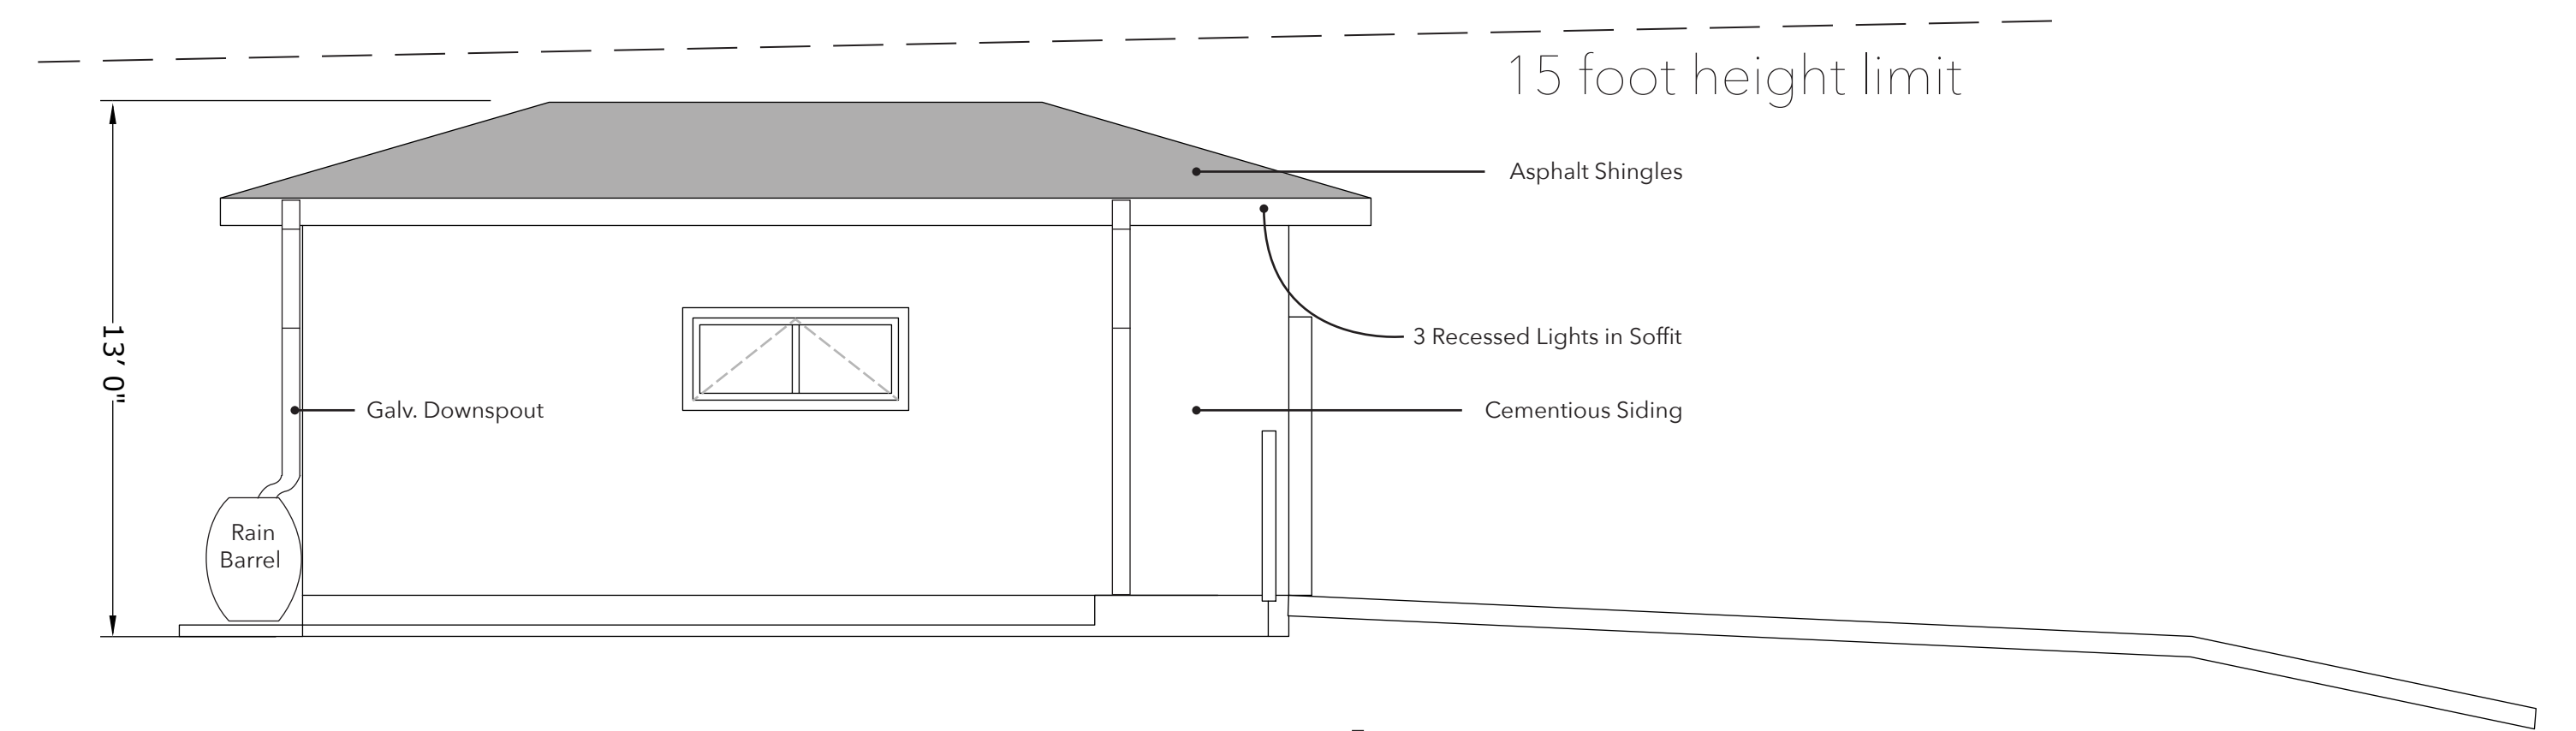 15 foot height limit
Asphalt Shingles
3 Recessed Lights in Soffit
13' 0"
Galv. Downspout
Cementious Siding
Rain
Barrel